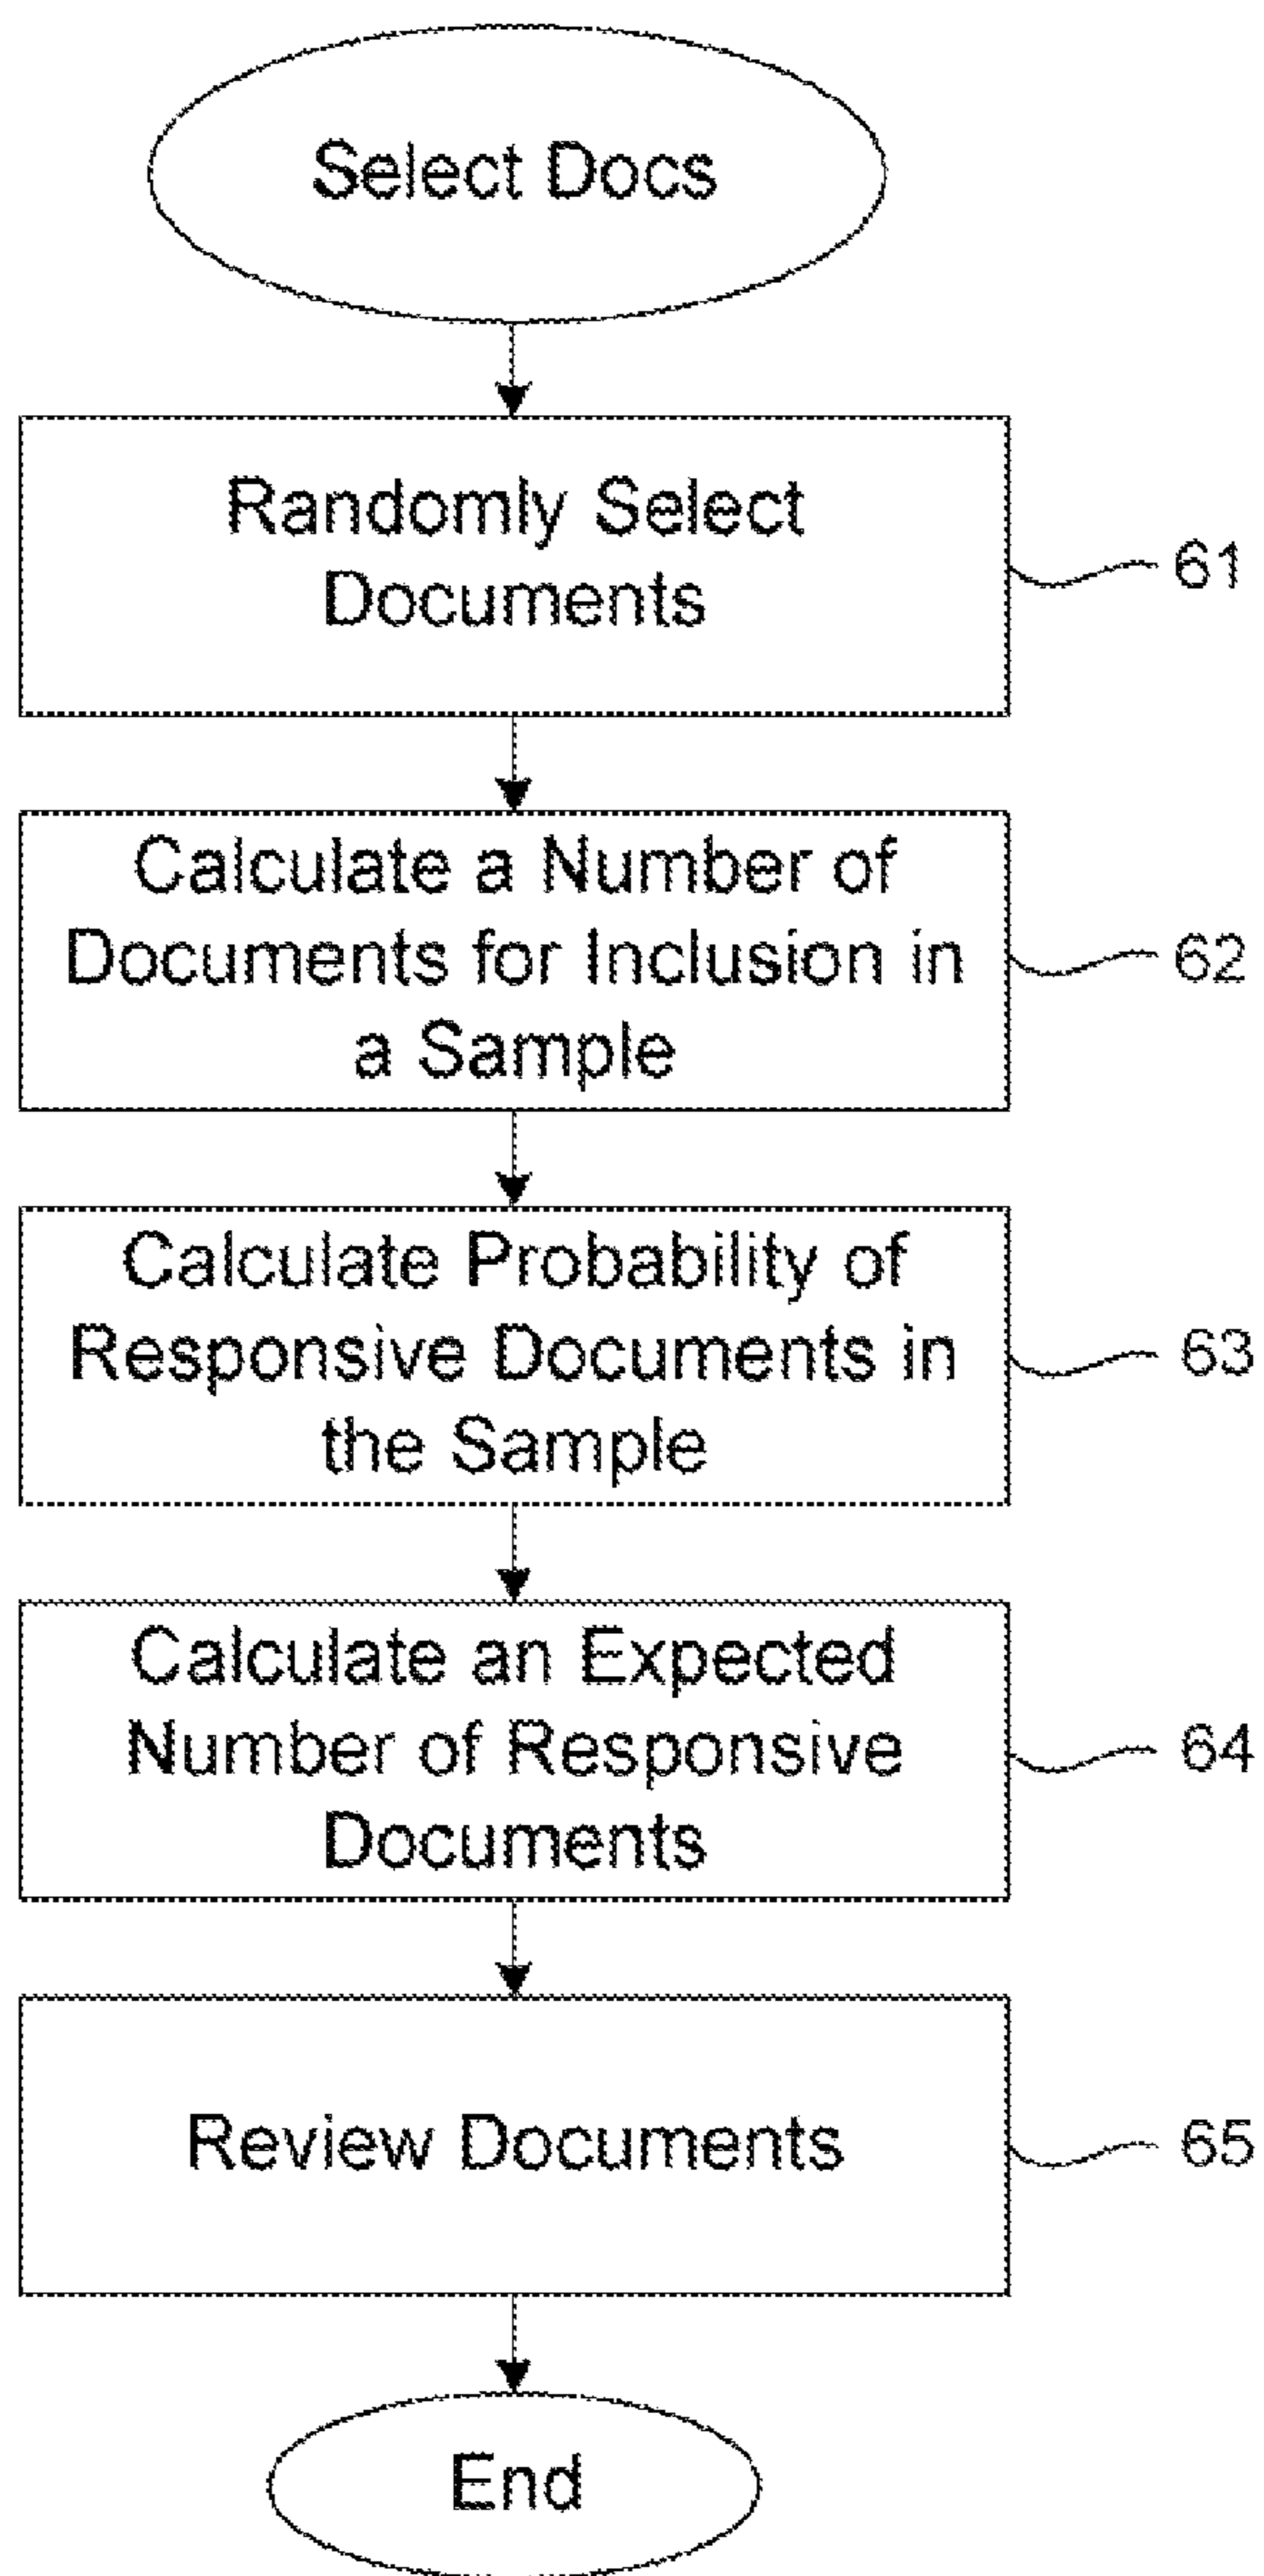 Select Docs
Randomly Select
Documents
61
Calculate a Number of
Documents for Inclusion in
a Sample
62
Calculate Probability of
Responsive Documents in
the Sample
63
Calculate an Expected
Number of Responsive
Documents
64
Review Documents
65
End